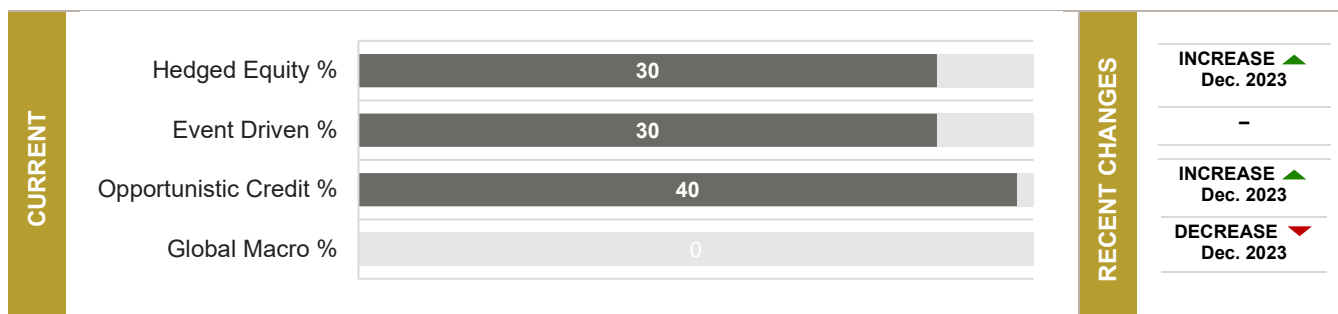 CURRENT
Hedged Equity %
30
Event Driven %
30
Opportunistic Credit %
40
Global Macro %
0
RECENT CHANGES
INCREASE
Dec. 2023
–
INCREASE
Dec. 2023
DECREASE
Dec. 2023